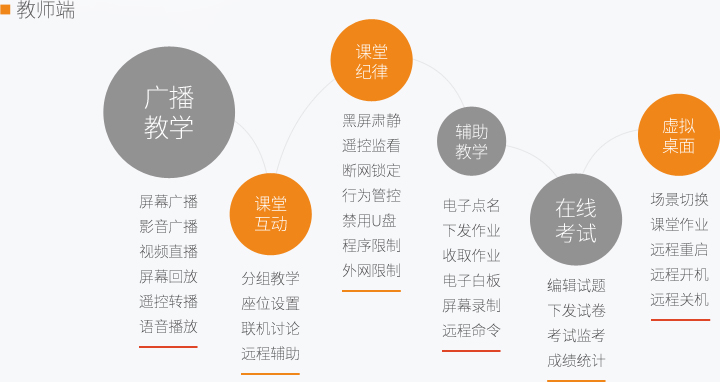 教师端
广播
教学
屏幕广播
影音广播
视频直播
屏幕回放
遥控转播
语音播放
课堂
互动
分组教学
座位设置
联机讨论
远程辅助
课堂
纪律
黑屏肃静
遥控监看
断网锁定
行为管控
禁用U盘
程序限制
外网限制
辅助
教学
电子点名
下发作业
收取作业
电子白板
屏幕录制
远程命令
在线
考试
编辑试题
下发试卷
考试监考
成绩统计
虚拟
桌面
场景切换
课堂作业
远程重启
远程开机
远程关机